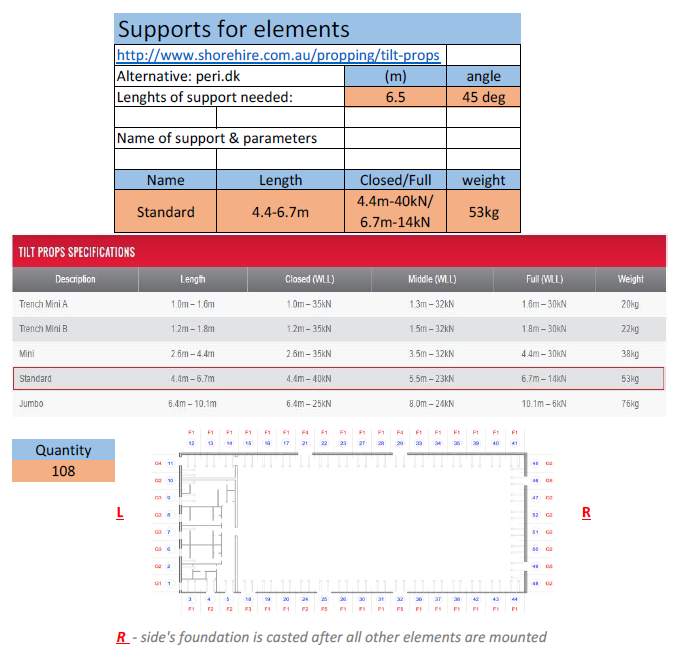 Supports for elements
http://www.shorehire.com.au/propping/tilt-props
Alternative: peri.dk (m) angle
Lenghts of support needed: 6.5 45 deg
Name of support & parameters
Name Length Closed/Full weight
Standard 4.4-6.7m 4.4m-40kN/ 6.7m-14kN 53kg
TILT PROPS SPECIFICATIONS
Description Length Closed (WLL) Middle (WLL) Full (WLL) Weight
Trench Mini A 1.0m – 1.6m 1.0m – 35kN 1.3m – 32kN 1.6m – 30kN 20kg
Trench Mini B 1.2m – 1.8m 1.2m – 35kN 1.5m – 32kN 1.8m – 30kN 22kg
Mini 2.6m – 4.4m 2.6m – 35kN 3.5m – 32kN 4.4m – 30kN 38kg
Standard 4.4m – 6.7m 4.4m – 40kN 5.5m – 23kN 6.7m – 14kN 53kg
Jumbo 6.4m – 10.1m 6.4m – 25kN 8.0m – 24kN 10.1m – 6kN 76kg
Quantity
108
F1 F1 F1 F1 F1 F1 F4 F1 F1 F1 F1 F4 F1 F1 F1 F1 F1
12 13 14 15 16 17 21 22 23 27 28 29 33 34 35 40 41
G4 11 45 G2
G2 10 46
G3 9 47 G2
L R
G3 8 52 G2
G3 7 51 G2
G3 6 50 G2
G2 2 49
G1 1 48 G2
3 4 5 18 19 20 24 25 26 30 31 32 36 37 38 42 43 44
F1 F2 F2 F3 F1 F1 F1 F5 F1 F1 F1 F5 F1 F1 F1 F1 F1
R - side's foundation is casted after all other elements are mounted